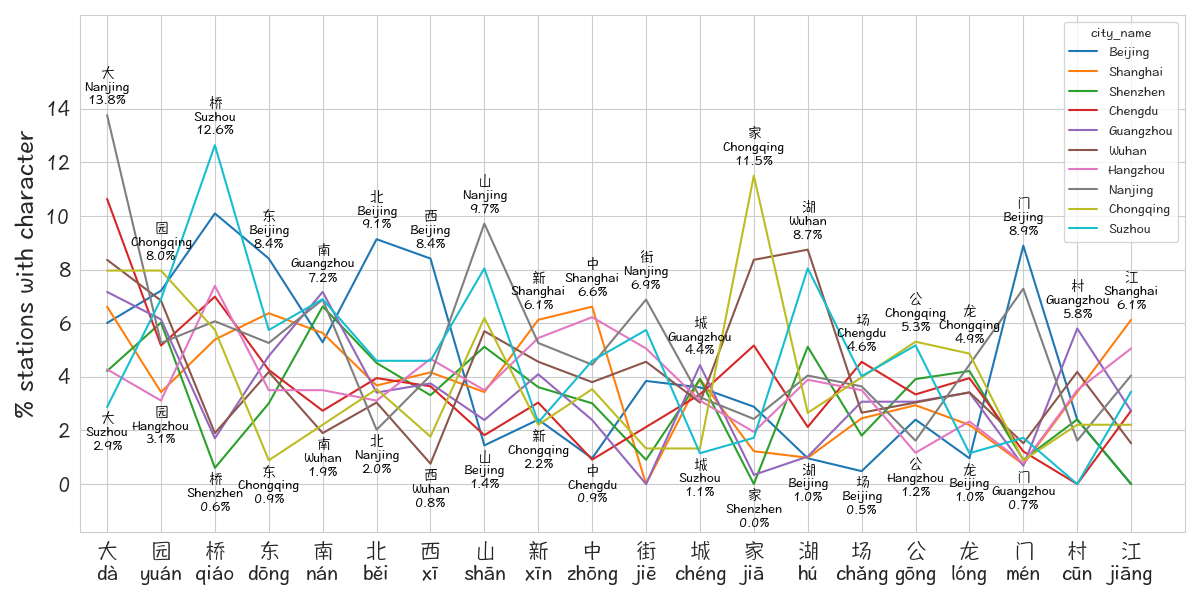 % stations with character
14
12
10
8
6
4
2
0
city_name
Beijing
Shanghai
Shenzhen
Chengdu
Guangzhou
Wuhan
Hangzhou
Nanjing
Chongqing
Suzhou
大
Nanjing
13.8%
园
Chongqing
8.0%
桥
Suzhou
12.6%
东
Beijing
8.4%
南
Guangzhou
7.2%
北
Beijing
9.1%
西
Beijing
8.4%
山
Nanjing
9.7%
新
Shanghai
6.1%
中
Shanghai
6.6%
街
Nanjing
6.9%
城
Guangzhou
4.4%
家
Chongqing
11.5%
湖
Wuhan
8.7%
场
Chengdu
4.6%
公
Chongqing
5.3%
龙
Chongqing
4.9%
门
Beijing
8.9%
村
Guangzhou
5.8%
江
Shanghai
6.1%
大
Suzhou
2.9%
园
Hangzhou
3.1%
桥
Shenzhen
0.6%
东
Chongqing
0.9%
南
Wuhan
1.9%
北
Nanjing
2.0%
西
Wuhan
0.8%
山
Beijing
1.4%
新
Chongqing
2.2%
中
Chengdu
0.9%
城
Suzhou
1.1%
家
Shenzhen
0.0%
湖
Beijing
1.0%
场
Beijing
0.5%
公
Hangzhou
1.2%
龙
Beijing
1.0%
门
Guangzhou
0.7%
大 园 桥 东 南 北 西 山 新 中 街 城 家 湖 场 公 龙 门 村 江
dà yuán qiáo dōng nán běi xī shān xīn zhōng jiē chéng jiā hú chǎng gōng lóng mén cūn jiāng